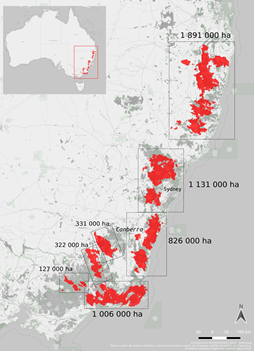 1 891 000 ha
1 131 000 ha
Sydney
826 000 ha
Canberra
331 000 ha
322 000 ha
127 000 ha
1 006 000 ha
N